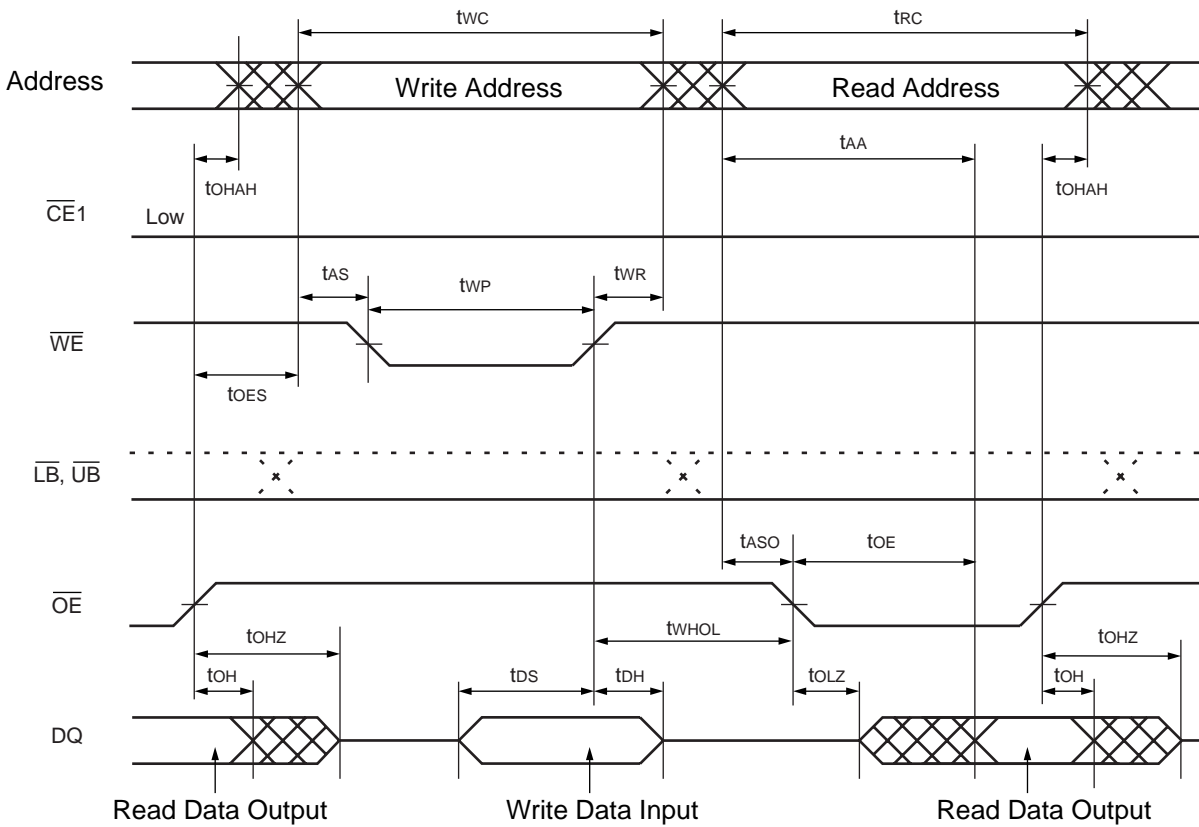 tWC tRC
Address Write Address Read Address
tOHAH tAA tOHAH
CE1 Low
tAS tWP tWR
WE
tOES
LB, UB
tASO tOE
OE
tOHZ tWHOL tOHZ
tOH tDS tDH tOLZ tOH
DQ
Read Data Output Write Data Input Read Data Output